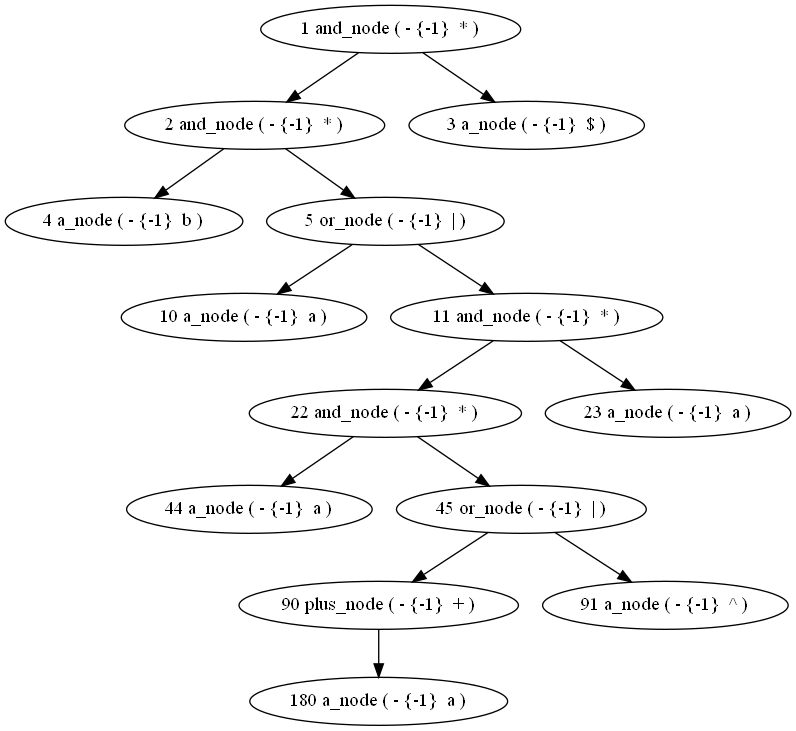 1 and_node ( - {-1}  * )
2 and_node ( - {-1}  * )
3 a_node ( - {-1}  $ )
4 a_node ( - {-1}  b )
5 or_node ( - {-1}  | )
10 a_node ( - {-1}  a )
11 and_node ( - {-1}  * )
22 and_node ( - {-1}  * )
23 a_node ( - {-1}  a )
44 a_node ( - {-1}  a )
45 or_node ( - {-1}  | )
90 plus_node ( - {-1}  + )
91 a_node ( - {-1}  ^ )
180 a_node ( - {-1}  a )